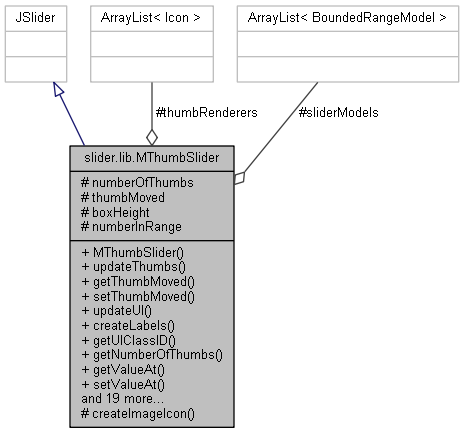 JSlider
ArrayList< Icon >
ArrayList< BoundedRangeModel >
#thumbRenderers
#sliderModels
slider.lib.MThumbSlider
# numberOfThumbs
# thumbMoved
# boxHeight
# numberInRange
+ MThumbSlider()
+ updateThumbs()
+ getThumbMoved()
+ setThumbMoved()
+ updateUI()
+ createLabels()
+ getUIClassID()
+ getNumberOfThumbs()
+ getValueAt()
+ setValueAt()
and 19 more...
# createImageIcon()